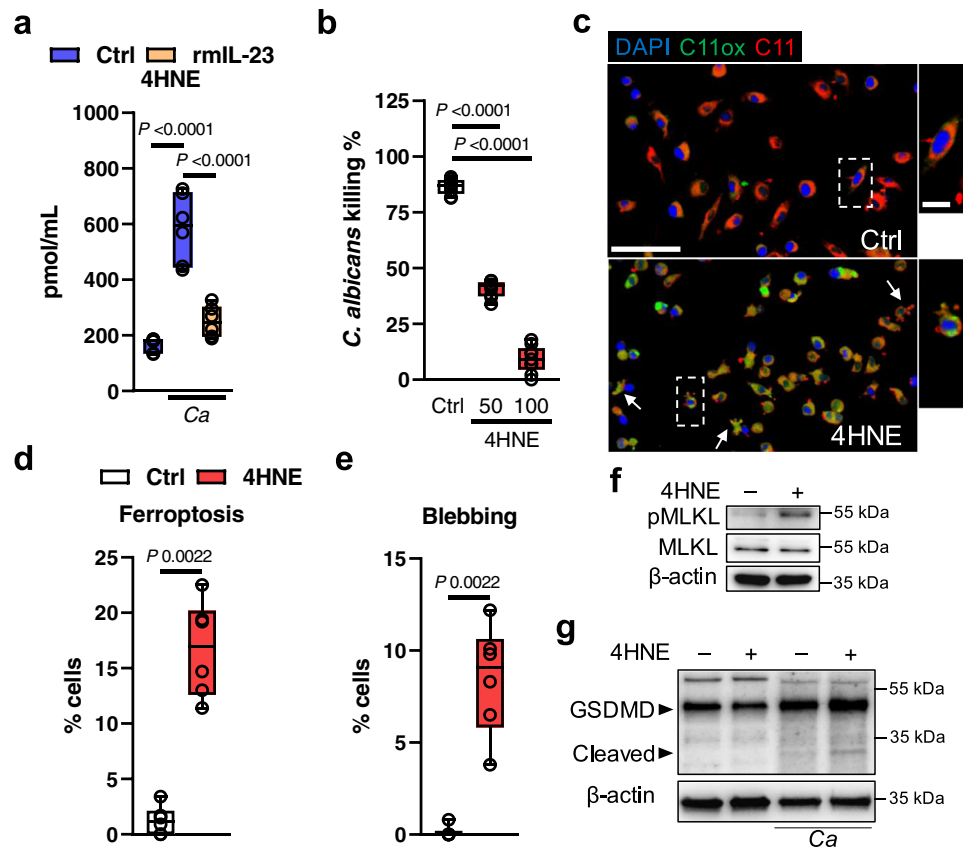 a
Ctrl rmIL-23
4HNE
P <0.0001
P <0.0001
1000
800
600
400
200
0
pmol/mL
Ca
b
P <0.0001
P <0.0001
125
100
75
50
25
0
C. albicans killing %
Ctrl 50 100
4HNE
c
DAPI C11ox C11
Ctrl
4HNE
d
Ctrl 4HNE
Ferroptosis
P 0.0022
25
20
15
10
5
0
% cells
e
Blebbing
P 0.0022
15
10
5
0
% cells
f
4HNE – +
pMLKL 55 kDa
MLKL 55 kDa
β-actin 35 kDa
g
4HNE – + – +
55 kDa
GSDMD
35 kDa
Cleaved
β-actin 35 kDa
Ca